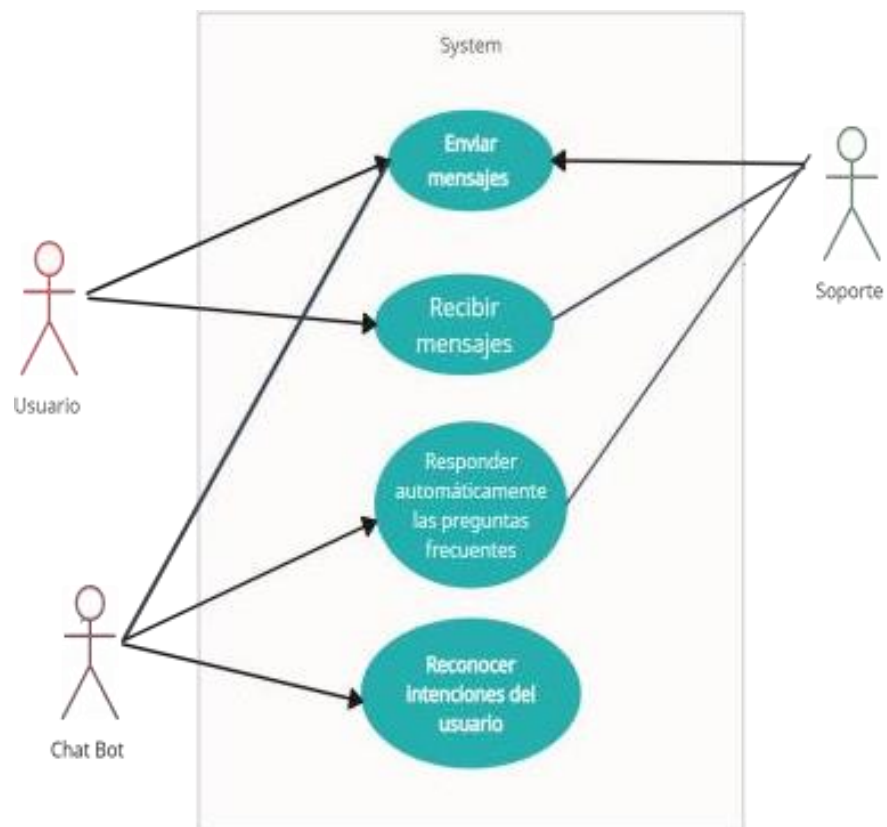 System
Enviar
mensajes
Soporte
Recibir
mensajes
Usuario
Responder
automáticamente
las preguntas
frecuentes
Reconocer
intenciones del
usuario
Chat Bot